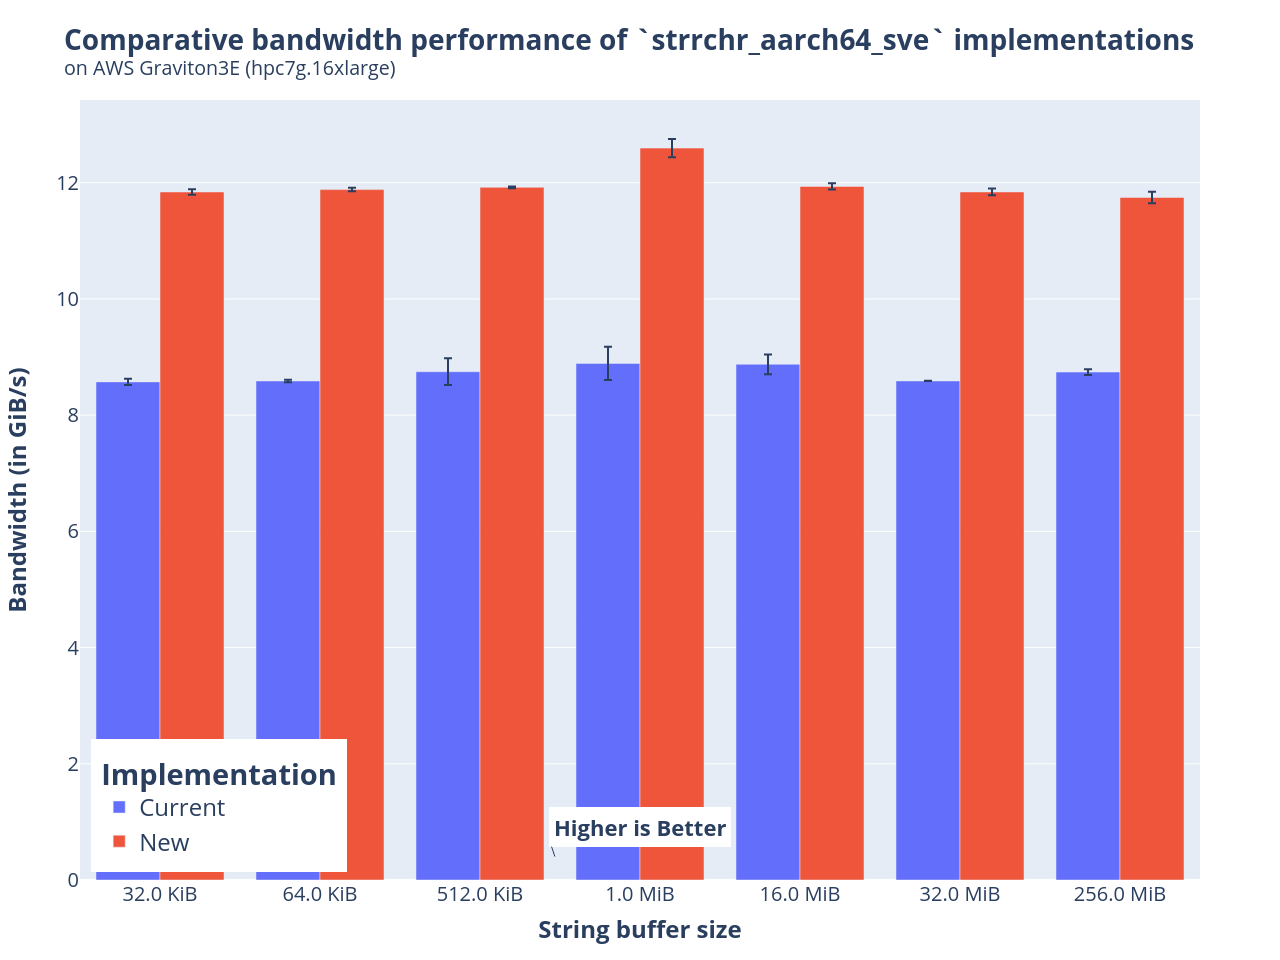 Comparative bandwidth performance of `strrchr_aarch64_sve` implementations
on AWS Graviton3E (hpc7g.16xlarge)
Bandwidth (in GiB/s)
12
10
8
6
4
2
0
Implementation
Current
New
Higher is Better
32.0 KiB
64.0 KiB
512.0 KiB
1.0 MiB
16.0 MiB
32.0 MiB
256.0 MiB
String buffer size